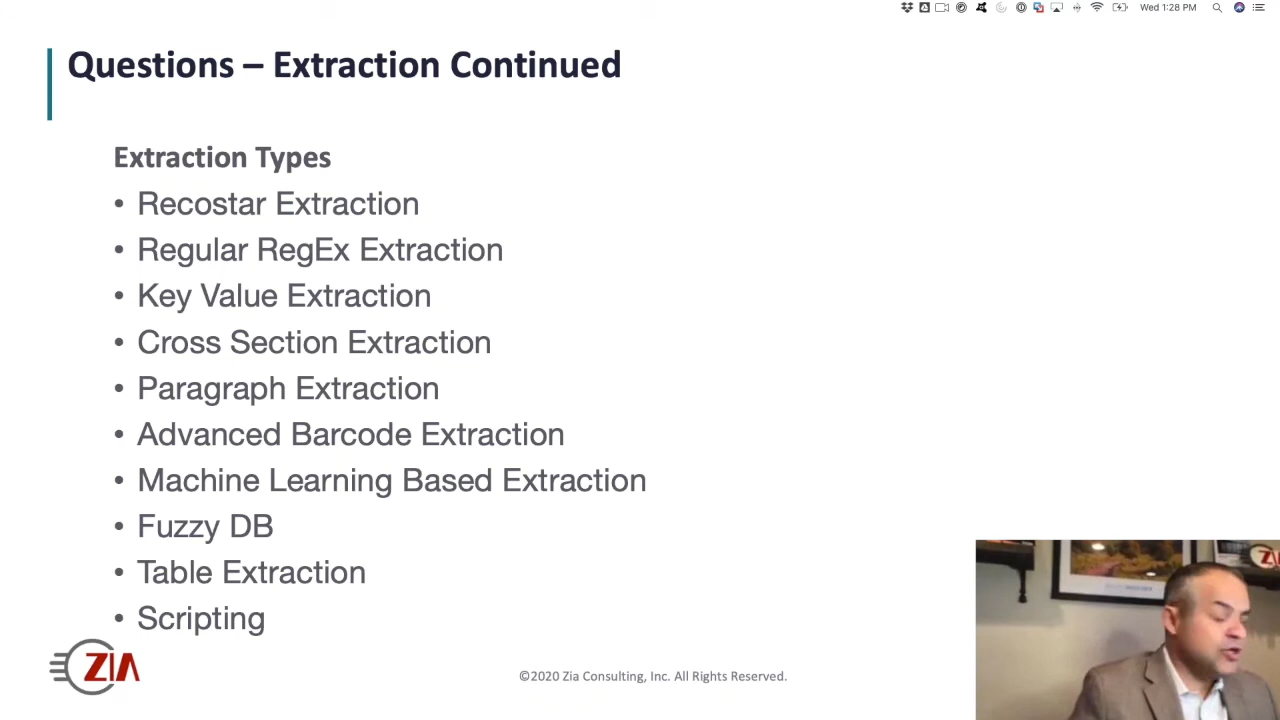 Wed 1:28 PM
Questions – Extraction Continued
Extraction Types
• Recostar Extraction
• Regular RegEx Extraction
• Key Value Extraction
• Cross Section Extraction
• Paragraph Extraction
• Advanced Barcode Extraction
• Machine Learning Based Extraction
• Fuzzy DB
• Table Extraction
• Scripting
ZIA
©2020 Zia Consulting, Inc. All Rights Reserved.